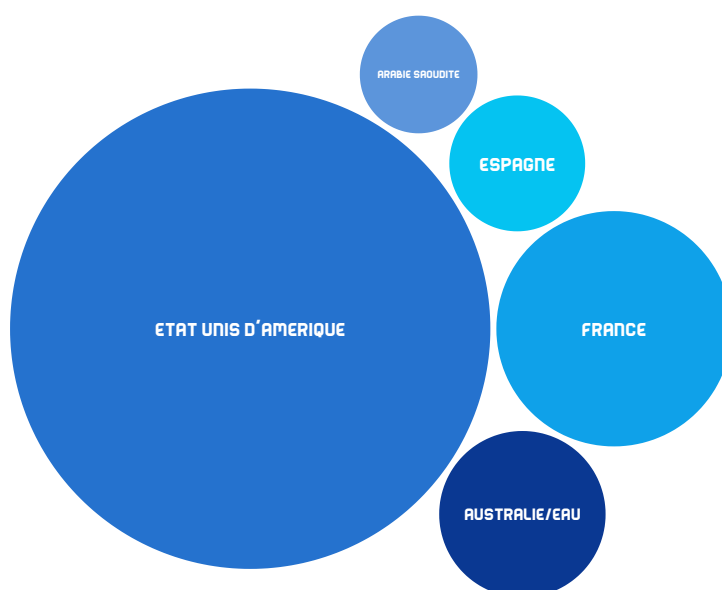 ARABIE SAOUDITE
ESPAGNE
ETAT UNIS D'AMERIQUE
FRANCE
AUSTRALIE/EAU